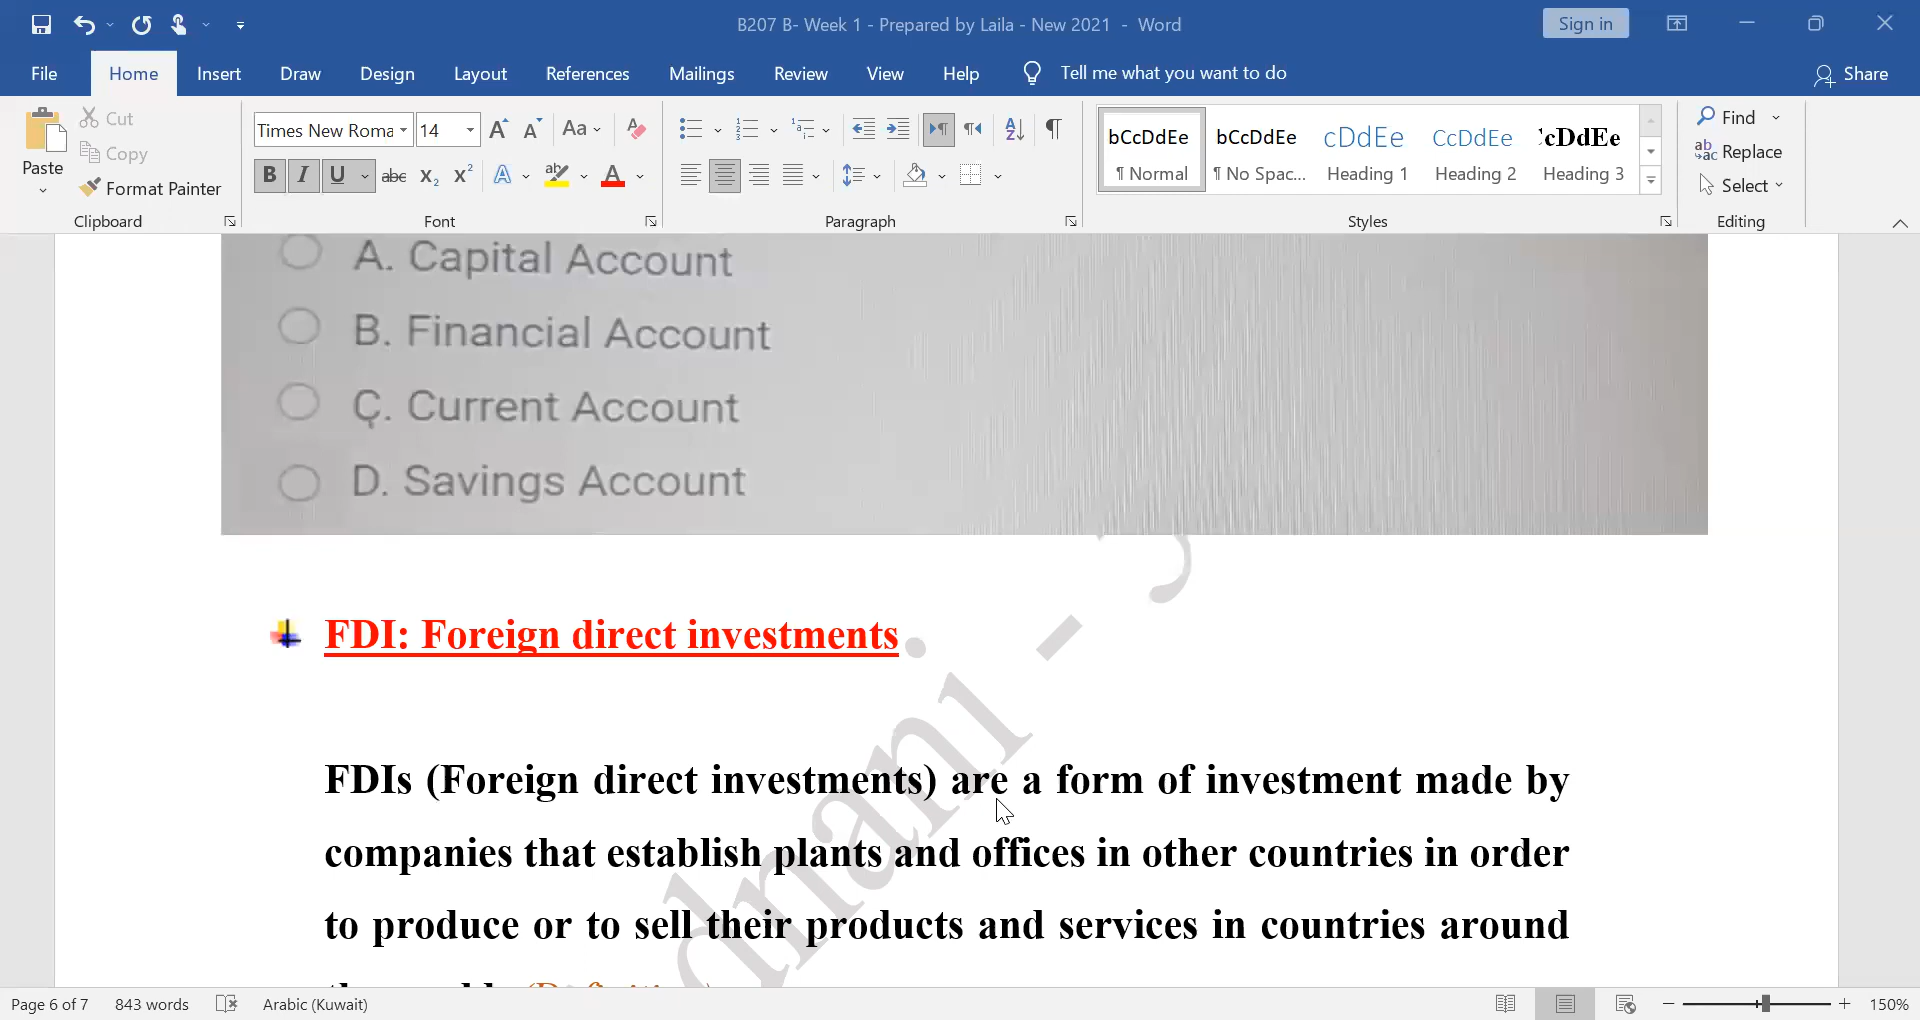 B207 B- Week 1 - Prepared by Laila - New 2021 - Word
Sign in
File Home Insert Draw Design Layout References Mailings Review View Help Tell me what you want to do
Share
Paste
Cut
Copy
Format Painter
Clipboard
Times New Roma 14
Font
Paragraph
bCcDdEe bCcDdEe cDdEe CcDdEe cDdEe
¶ Normal ¶ No Spac... Heading 1 Heading 2 Heading 3
Styles
Find
Replace
Select
Editing
A. Capital Account
B. Financial Account
C. Current Account
D. Savings Account
FDI: Foreign direct investments
FDIs (Foreign direct investments) are a form of investment made by
companies that establish plants and offices in other countries in order
to produce or to sell their products and services in countries around
Page 6 of 7 843 words Arabic (Kuwait)
150%